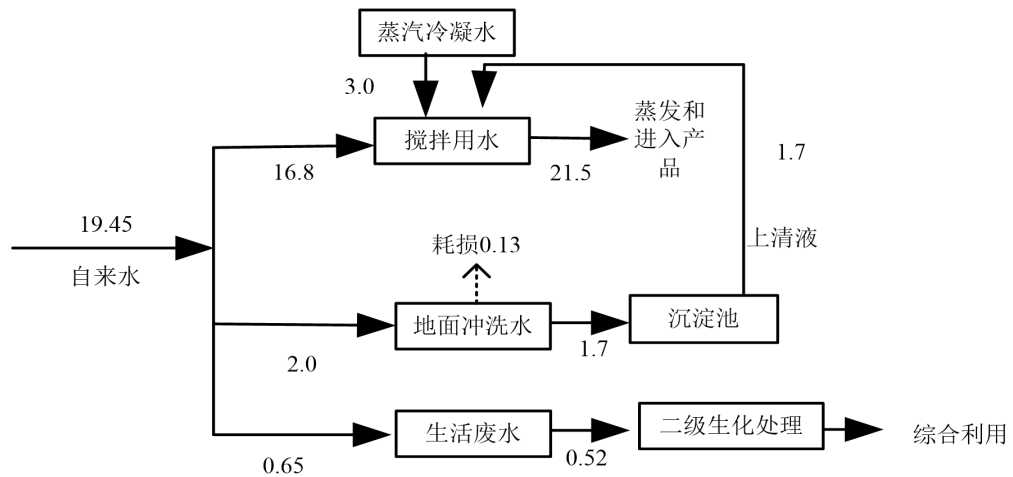 蒸汽冷凝水
3.0
搅拌用水
蒸发和
进入产
品
16.8
21.5
1.7
19.45
自来水
耗损0.13
上清液
地面冲洗水
沉淀池
2.0
1.7
生活废水
二级生化处理
综合利用
0.65
0.52